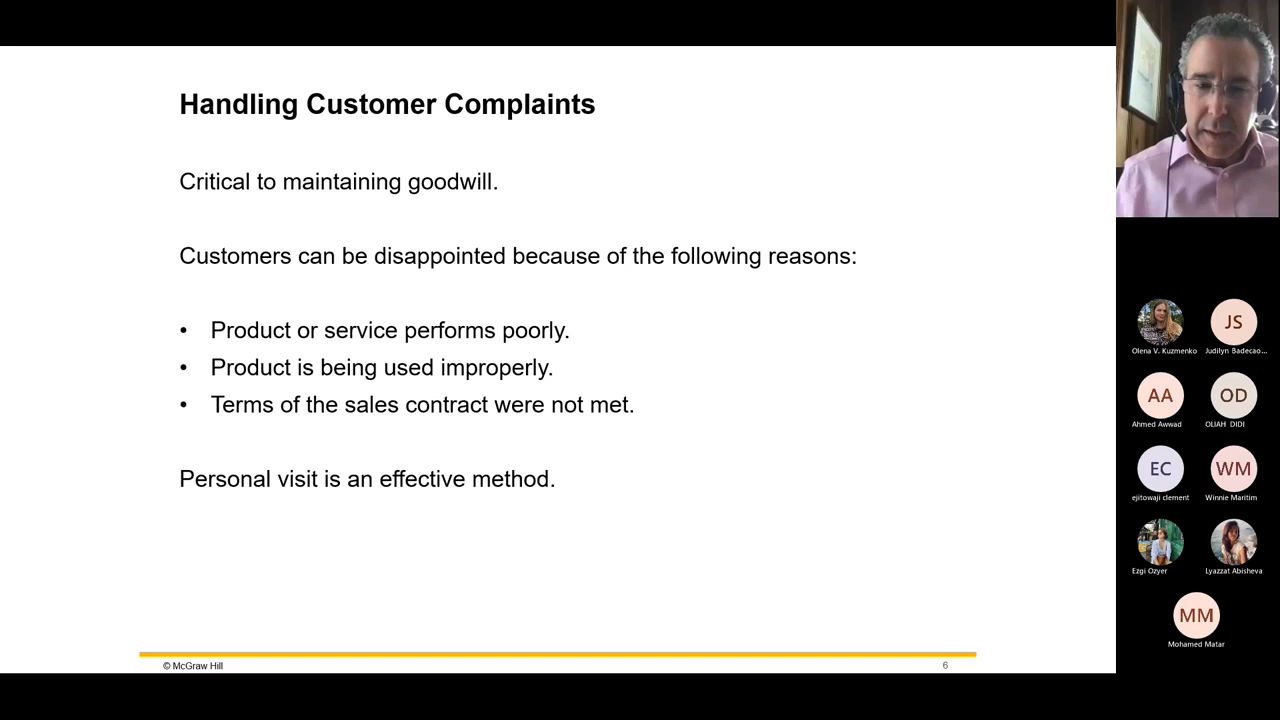 Handling Customer Complaints
Critical to maintaining goodwill.
Customers can be disappointed because of the following reasons:
• Product or service performs poorly.
• Product is being used improperly.
• Terms of the sales contract were not met.
Personal visit is an effective method.
© McGraw Hill
6
Olena V. Kuzmenko
JS
Judilyn Badecao...
AA
Ahmed Awwad
OD
OLIAH DIDI
EC
ejitowaji clement
WM
Winnie Maritim
Ezgi Ozyer
Lyazzat Abisheva
MM
Mohamed Matar